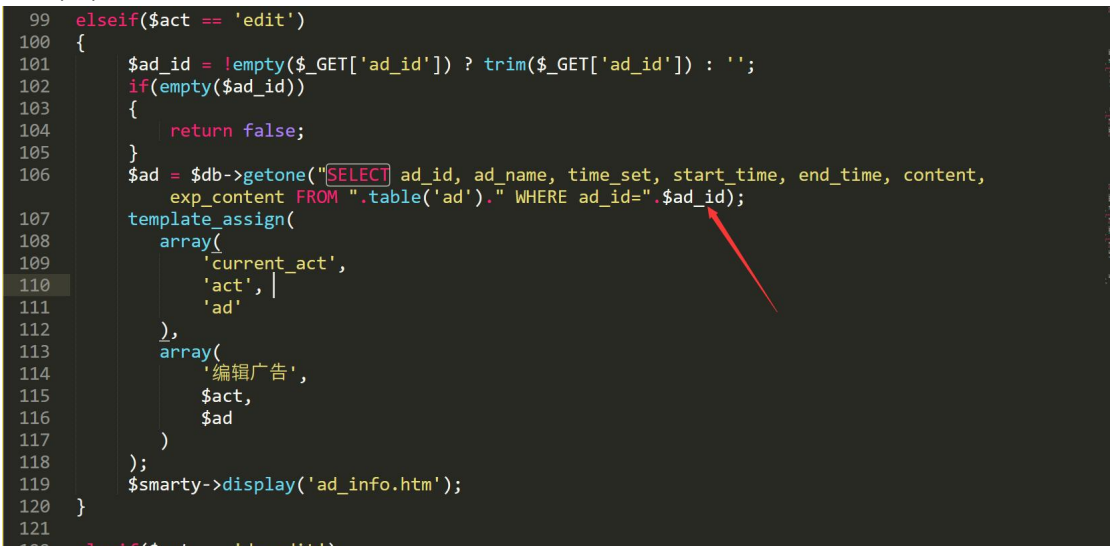 99 elseif($act == 'edit')
100 {
101 $ad_id = !empty($_GET['ad_id']) ? trim($_GET['ad_id']) : '';
102 if(empty($ad_id))
103 {
104 return false;
105 }
106 $ad = $db->getone("SELECT ad_id, ad_name, time_set, start_time, end_time, content,
exp_content FROM ".table('ad')." WHERE ad_id=".$ad_id);
107 template_assign(
108 array(
109 'current_act',
110 'act',
111 'ad'
112 ),
113 array(
114 '编辑广告',
115 $act,
116 $ad
117 )
118 );
119 $smarty->display('ad_info.htm');
120 }
121